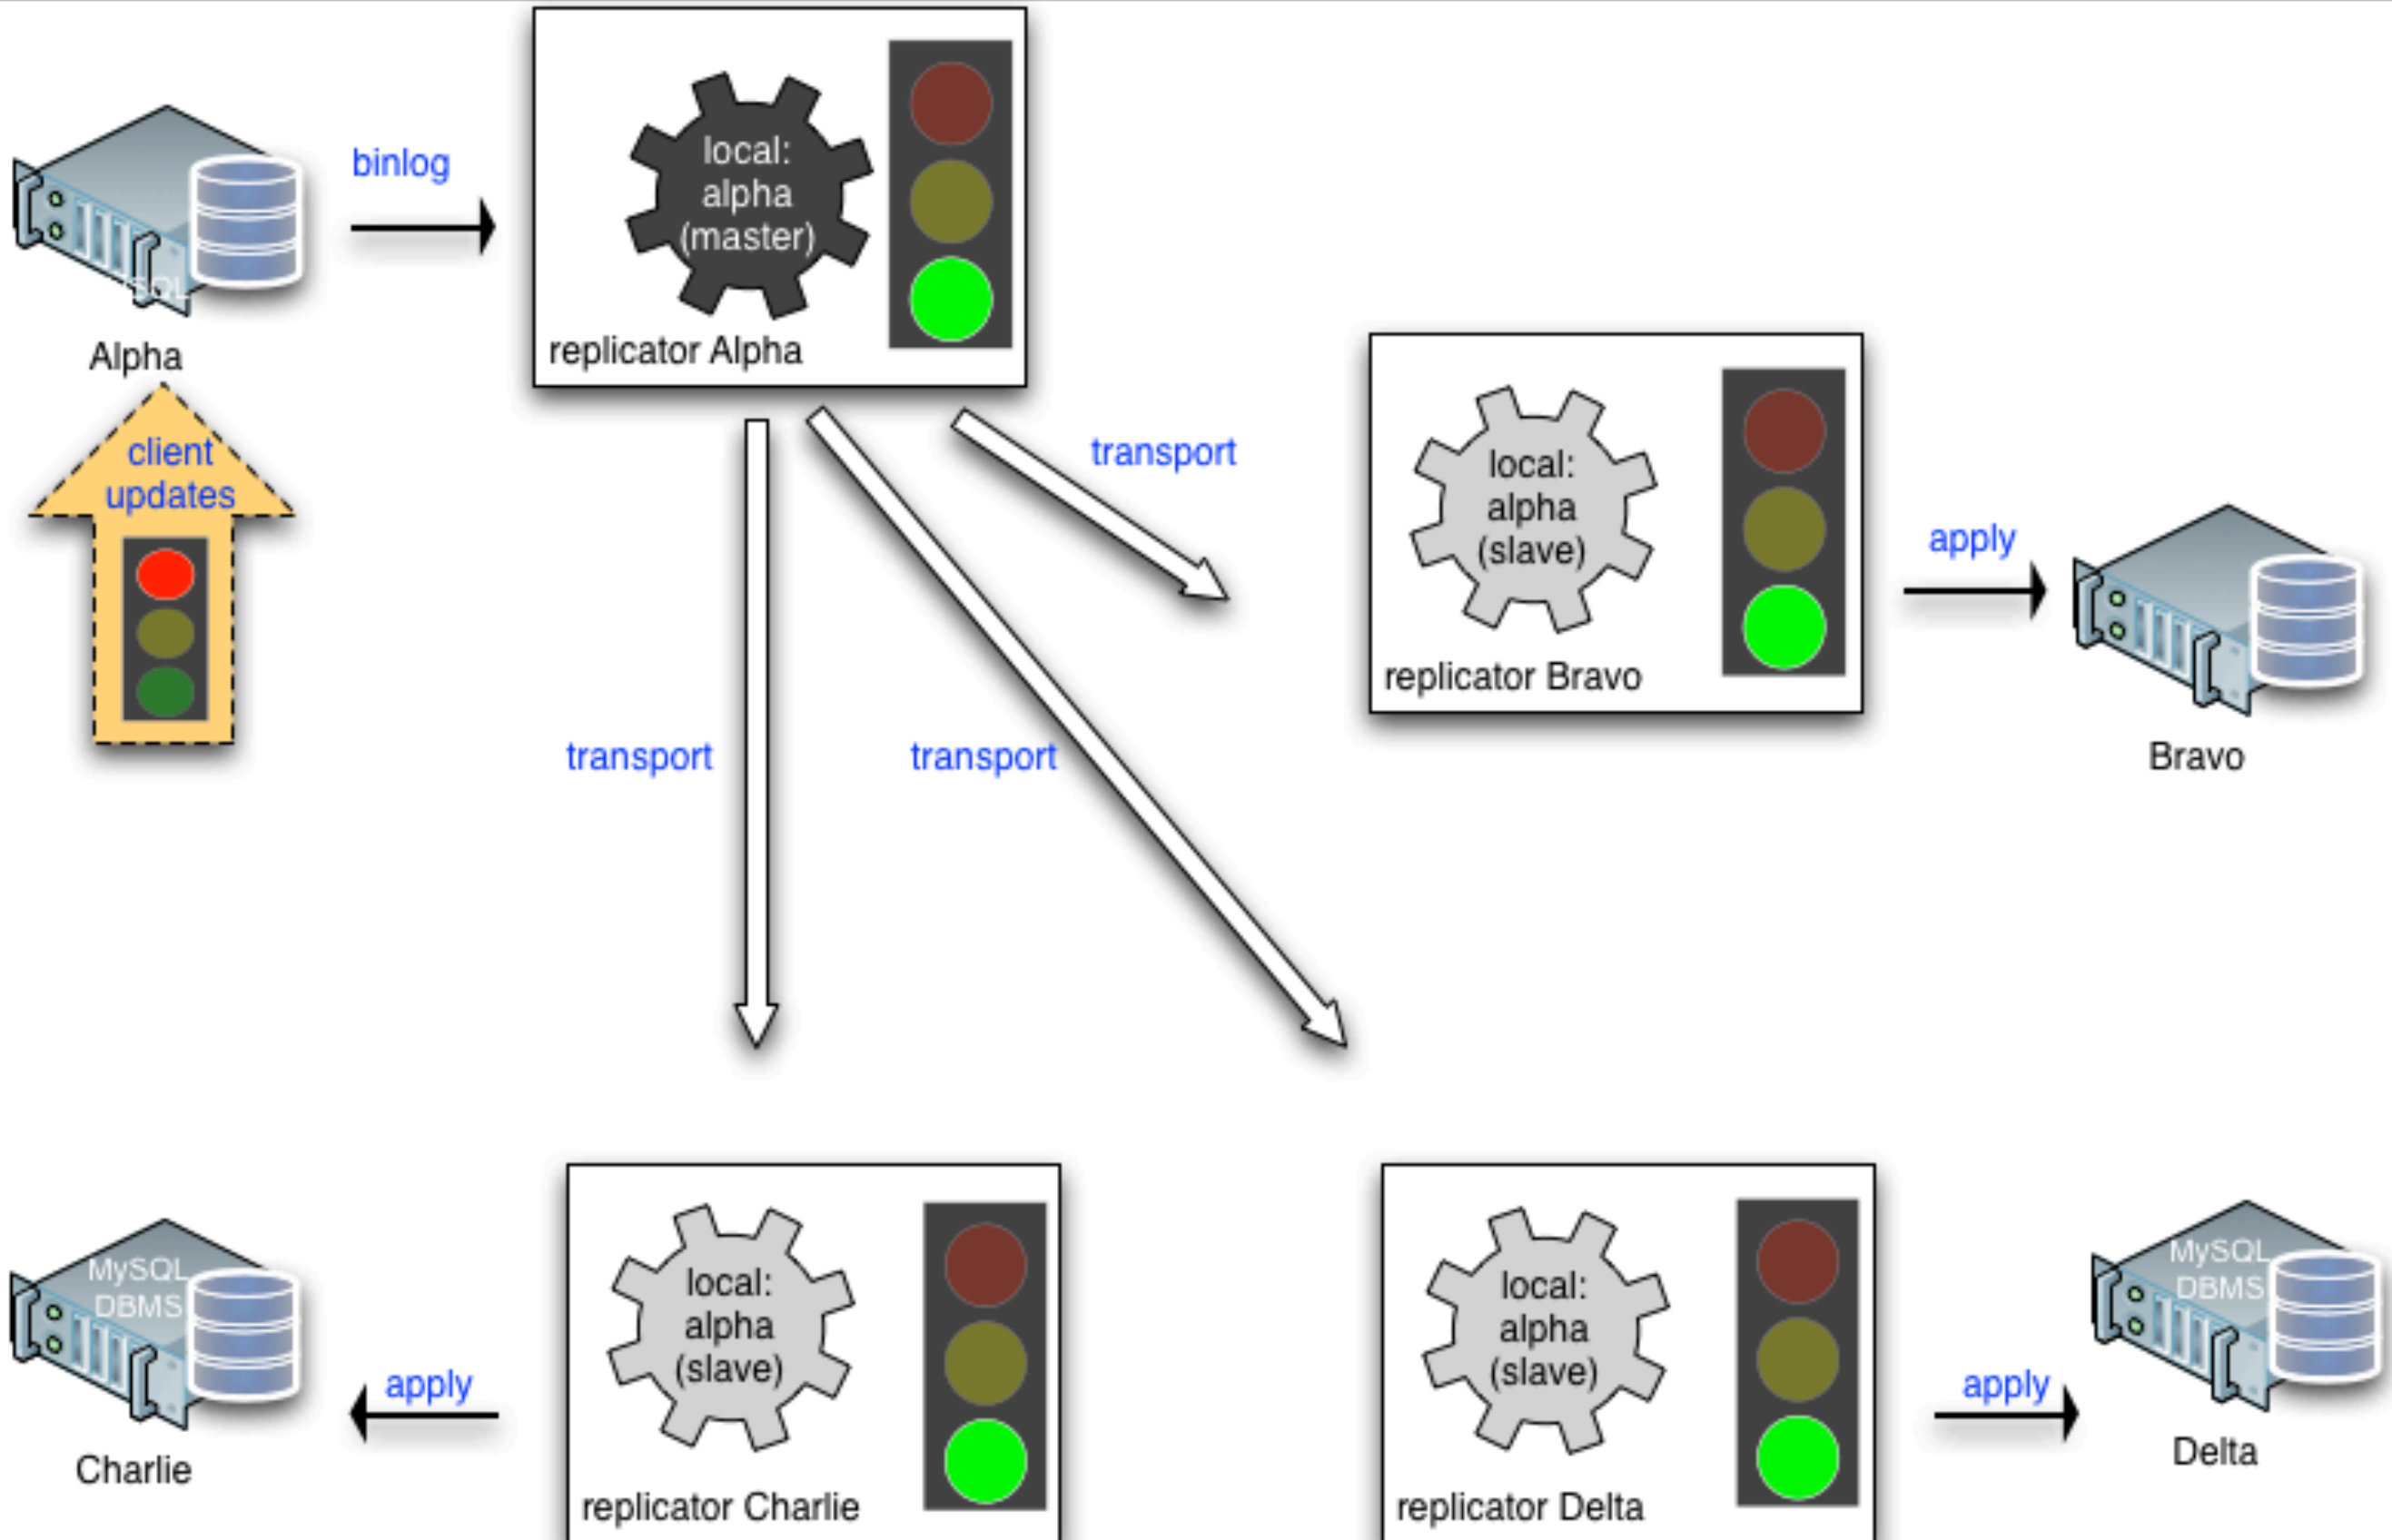 binlog
local:
alpha
(master)
replicator Alpha
SQL
Alpha
client
updates
transport
local:
alpha
(slave)
replicator Bravo
apply
Bravo
transport
transport
MySQL
DBMS
apply
Charlie
local:
alpha
(slave)
replicator Charlie
local:
alpha
(slave)
replicator Delta
apply
MySQL
DBMS
Delta